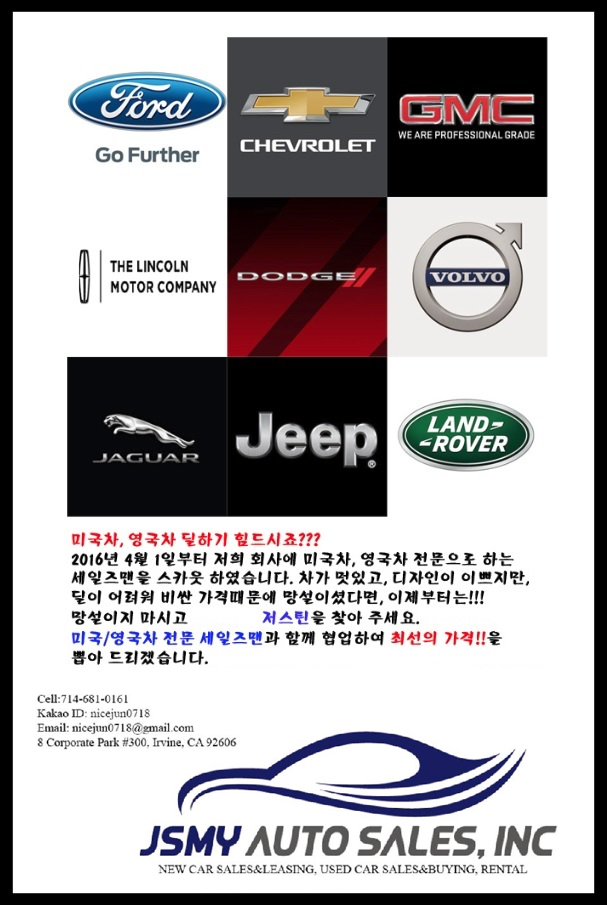 Ford
Go Further
CHEVROLET
GMC
WE ARE PROFESSIONAL GRADE
THE LINCOLN
MOTOR COMPANY
DODGE
VOLVO
JAGUAR
Jeep®
LAND-
-ROVER
미국차, 영국차 딜하기 힘드시죠???
2016년 4월 1일부터 저희 회사에 미국차, 영국차 전문으로 하는
세일즈맨을 스카웃 하였습니다. 차가 멋있고, 디자인이 이쁘지만,
딜이 어려워 비싼 가격때문에 망설이셨다면, 이제부터는!!!
망설이지 마시고 저스틴을 찾아 주세요.
미국/영국차 전문 세일즈맨과 함께 협업하여 최선의 가격!!을
뽑아 드리겠습니다.
Cell:714-681-0161
Kakao ID: nicejun0718
Email: nicejun0718@gmail.com
8 Corporate Park #300, Irvine, CA 92606
JSMY AUTO SALES, INC
NEW CAR SALES&LEASING, USED CAR SALES&BUYING, RENTAL